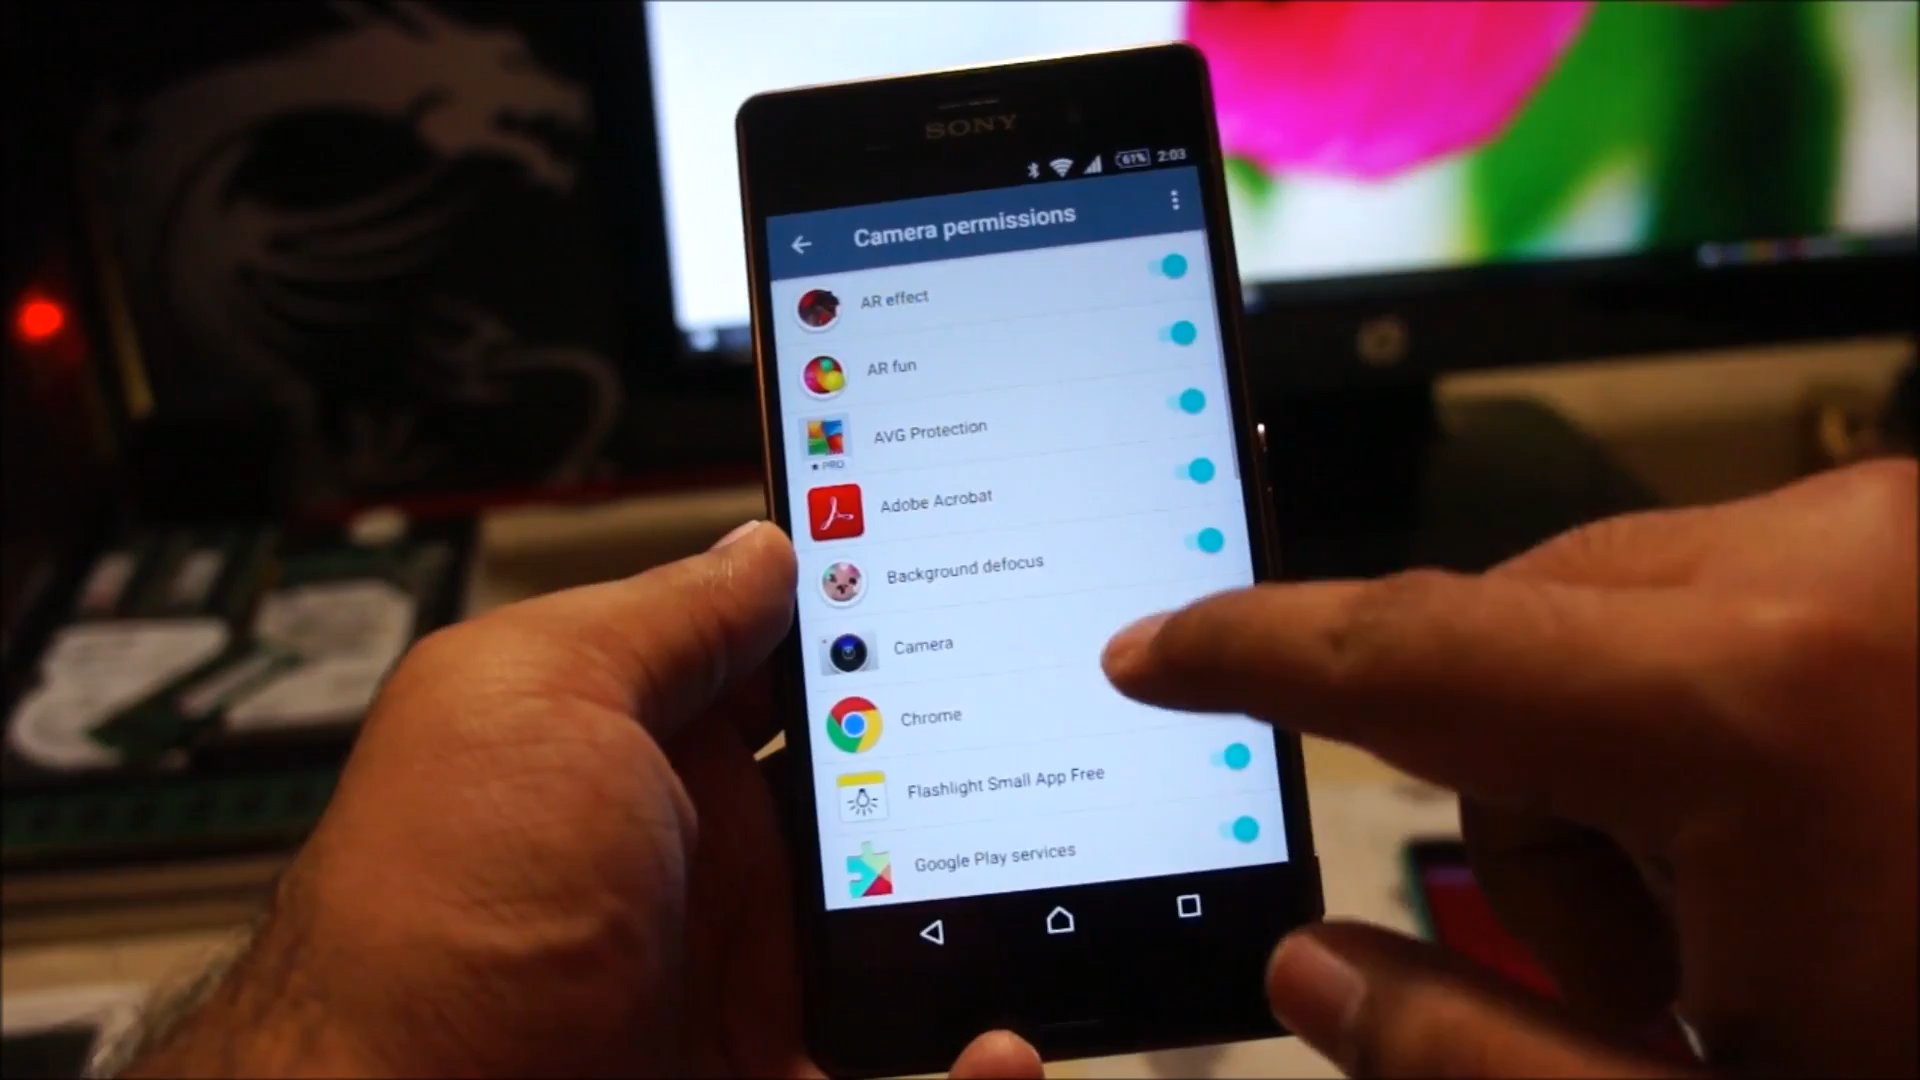 SONY
61% 2:03
Camera permissions
AR effect
AR fun
AVG Protection
★ PRO
Adobe Acrobat
Background defocus
Camera
Chrome
Flashlight Small App Free
Google Play services